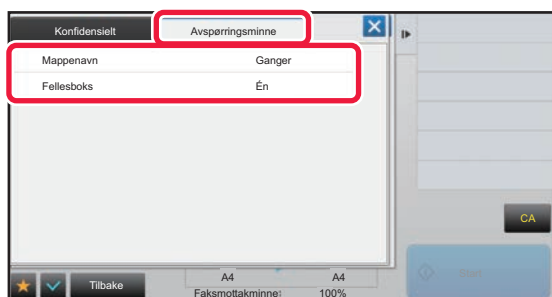 Konfidensielt Avspørringsminne
Mappenavn Ganger
Fellesboks Én
CA
A4 A4
Tilbake
Faksmottakminne: 100%